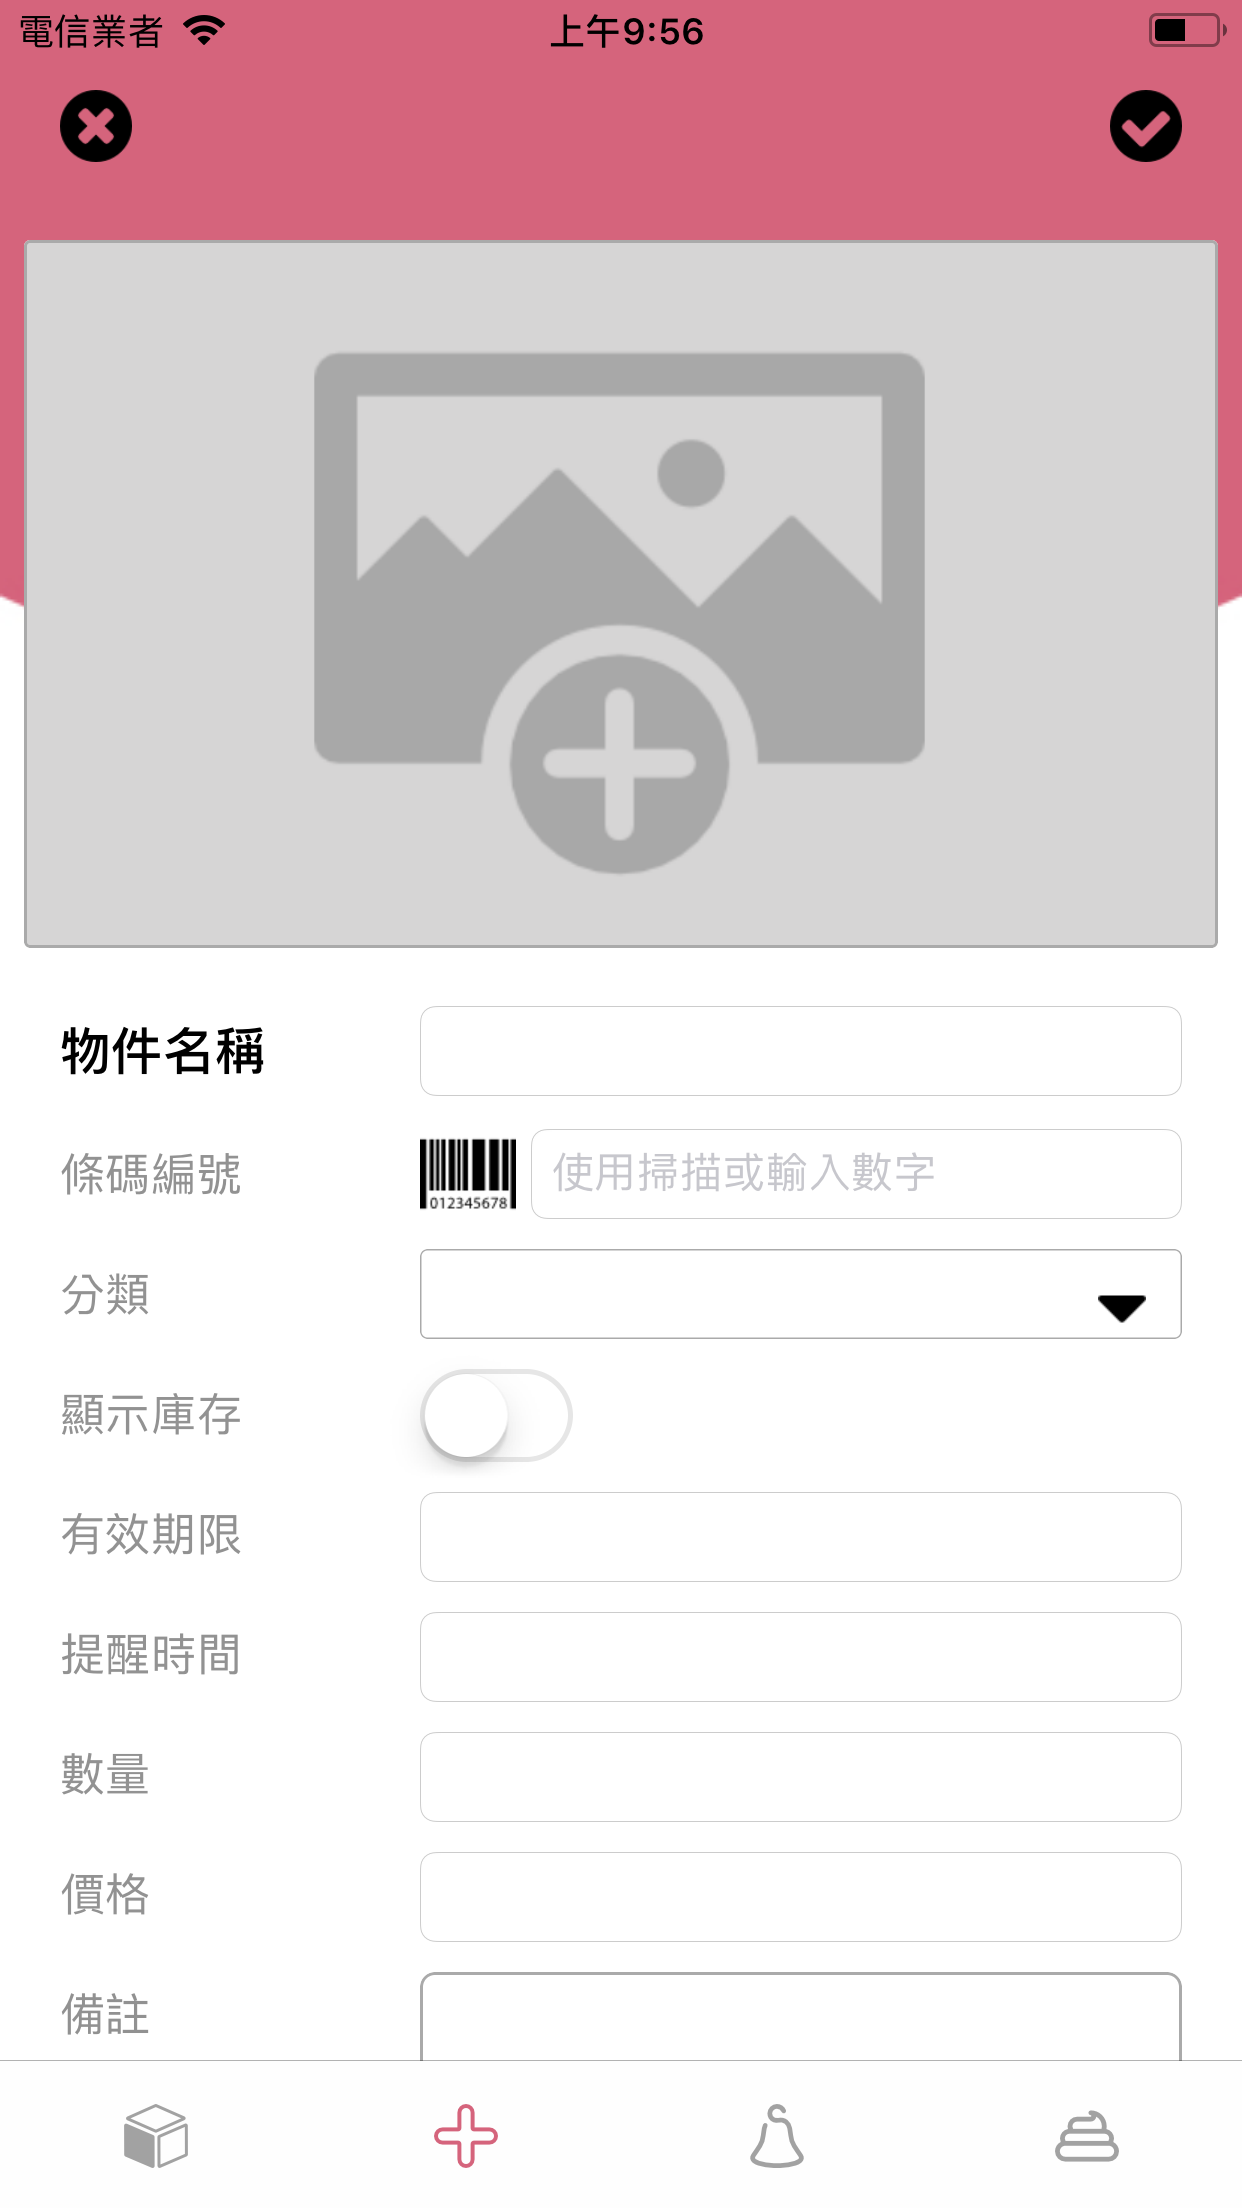 電信業者 上午9:56
物件名稱
條碼編號 012345678 使用掃描或輸入數字
分類
顯示庫存
有效期限
提醒時間
數量
價格
備註